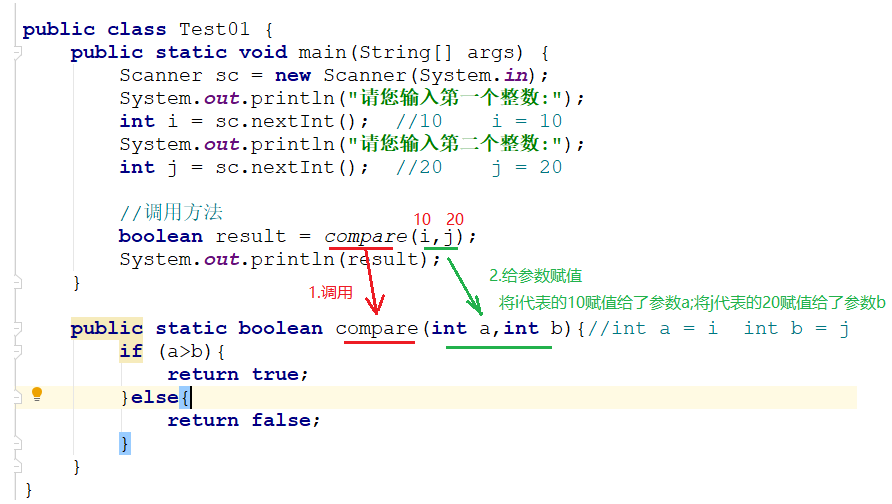 public class Test01 {
    public static void main(String[] args) {
        Scanner sc = new Scanner(System.in);
        System.out.println("请您输入第一个整数:");
        int i = sc.nextInt();  //10    i = 10
        System.out.println("请您输入第二个整数:");
        int j = sc.nextInt();  //20    j = 20
        //调用方法
10 20
        boolean result = compare(i,j);
        System.out.println(result);
2.给参数赋值
    }
1.调用
将i代表的10赋值给了参数a;将j代表的20赋值给了参数b
    public static boolean compare(int a,int b){//int a = i  int b = j
        if (a>b){
            return true;
        }else{
            return false;
        }
    }
}